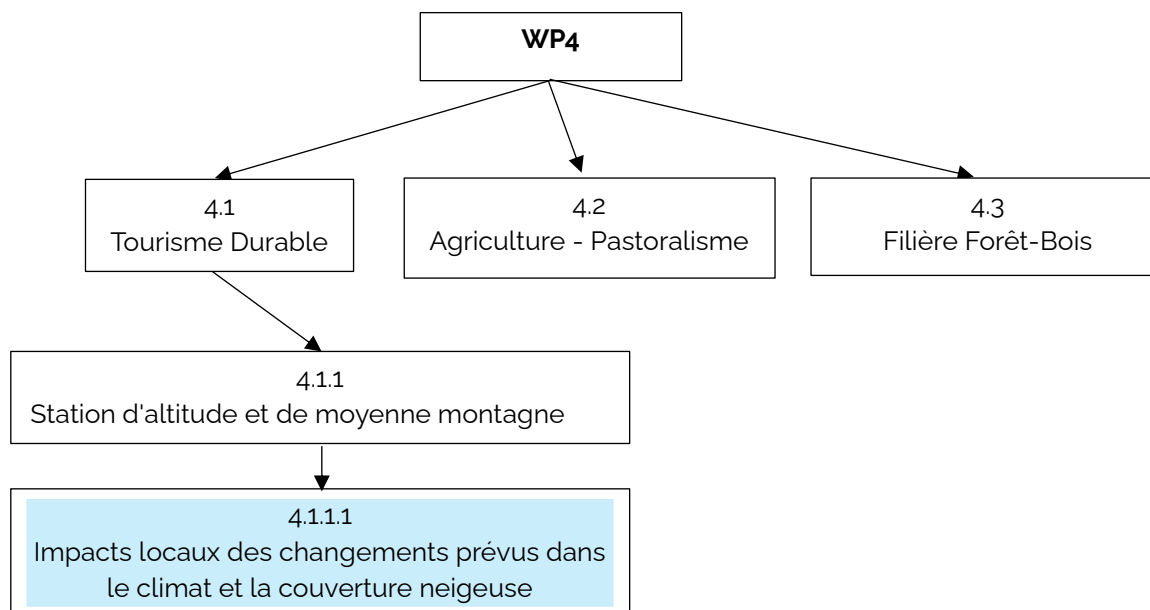 WP4
4.1
Tourisme Durable
4.2
Agriculture - Pastoralisme
4.3
Filière Forêt-Bois
4.1.1
Station d'altitude et de moyenne montagne
4.1.1.1
Impacts locaux des changements prévus dans
le climat et la couverture neigeuse